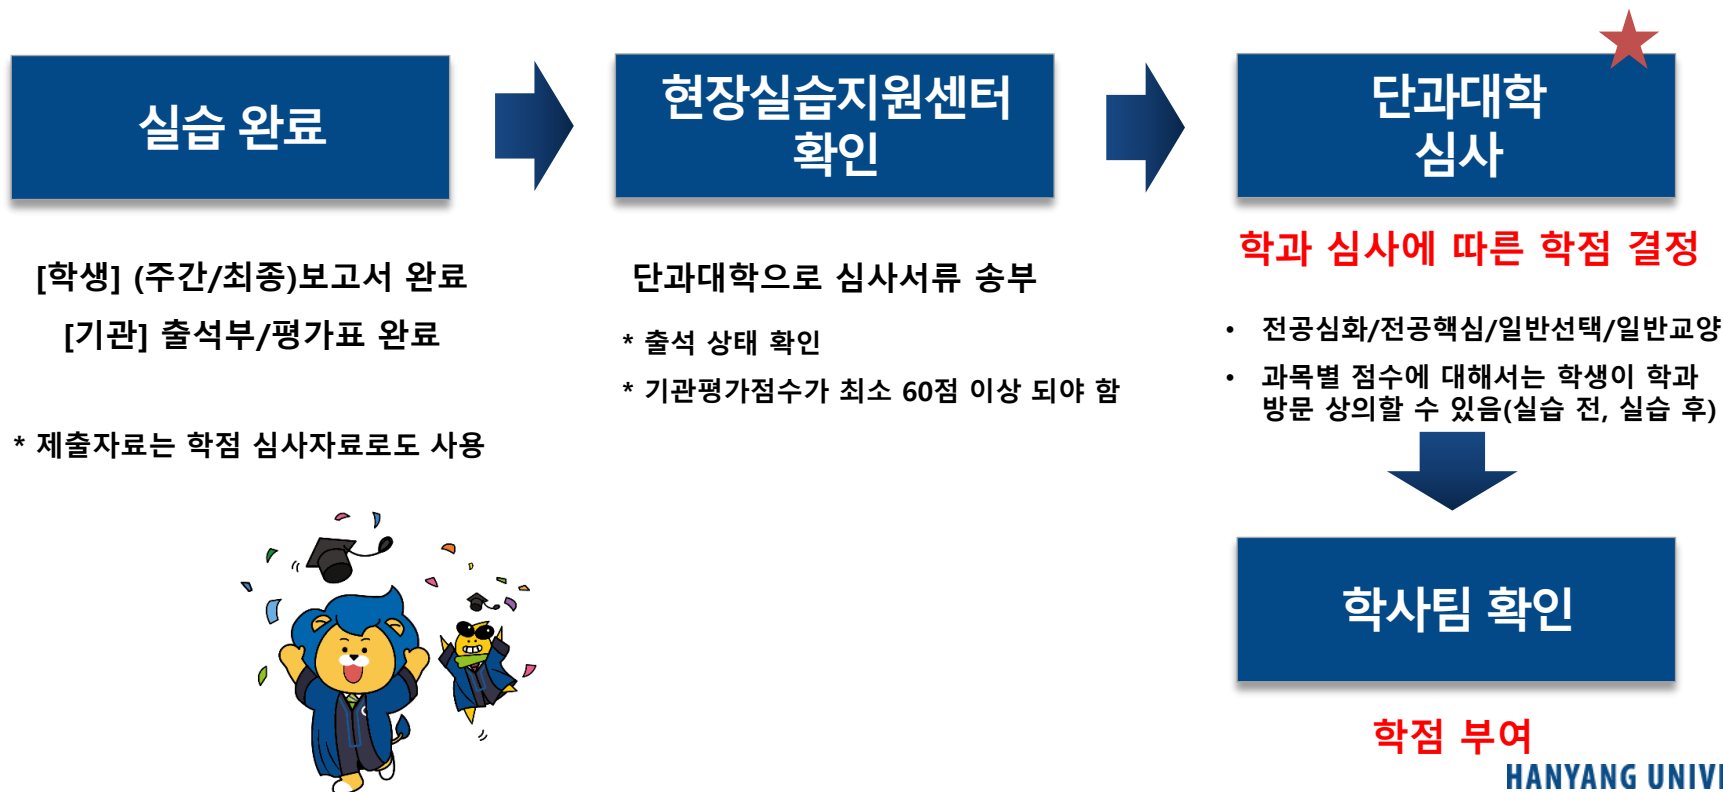 실습 완료
[학생] (주간/최종)보고서 완료
[기관] 출석부/평가표 완료
* 제출자료는 학점 심사자료로도 사용
현장실습지원센터
확인
단과대학으로 심사서류 송부
* 출석 상태 확인
* 기관평가점수가 최소 60점 이상 되야 함
단과대학
심사
학과 심사에 따른 학점 결정
• 전공심화/전공핵심/일반선택/일반교양
• 과목별 점수에 대해서는 학생이 학과
방문 상의할 수 있음(실습 전, 실습 후)
학사팀 확인
학점 부여
HANYANG